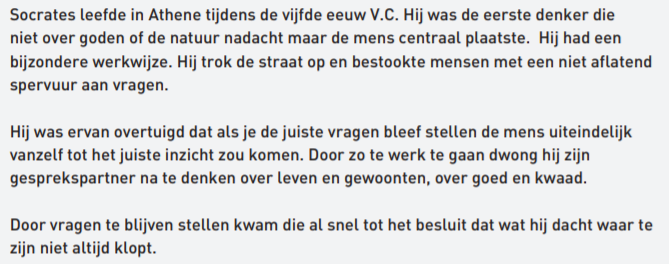 Socrates leefde in Athene tijdens de vijfde eeuw V.C. Hij was de eerste denker die
niet over goden of de natuur nadacht maar de mens centraal plaatste.  Hij had een
bijzondere werkwijze. Hij trok de straat op en bestookte mensen met een niet aflatend
spervuur aan vragen.

Hij was ervan overtuigd dat als je de juiste vragen bleef stellen de mens uiteindelijk
vanzelf tot het juiste inzicht zou komen. Door zo te werk te gaan dwong hij zijn
gesprekspartner na te denken over leven en gewoonten, over goed en kwaad.

Door vragen te blijven stellen kwam die al snel tot het besluit dat wat hij dacht waar te
zijn niet altijd klopt.